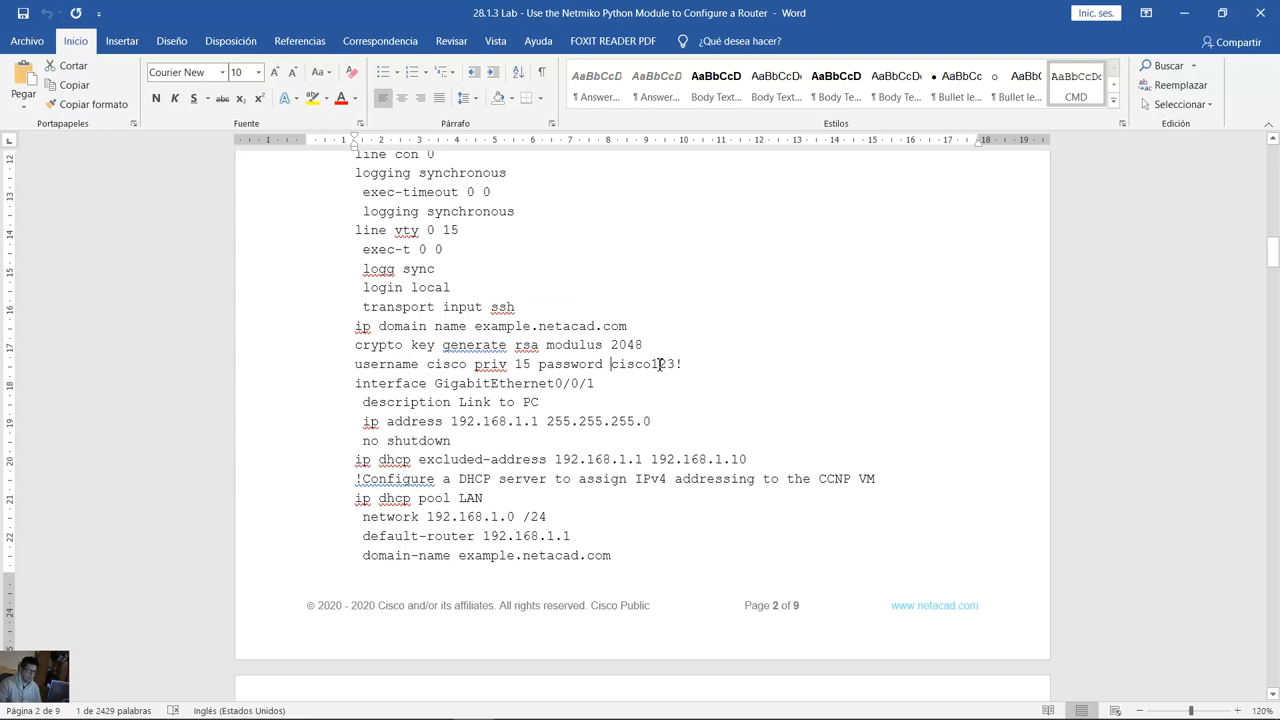 28.1.3 Lab - Use the Netmiko Python Module to Configure a Router - Word
Inic. ses.
Archivo Inicio Insertar Diseño Disposición Referencias Correspondencia Revisar Vista Ayuda FOXIT READER PDF ¿Qué desea hacer? Compartir
Pegar
Cortar
Copiar
Copiar formato
Portapapeles
Courier New 10
N K S abc x₂ x²
Fuente
Párrafo
AaBbCcD AaBbCcD AaBbCcD AaBbCcD AaBbCcD AaBbCcD AaBbCc AaBbC AaBbCcDc
¶ Answer... ¶ Answer... Body Text... Body Text... ¶ Body Te... ¶ Body Te... ¶ Bullet le... ¶ Bullet le... CMD
Estilos
Buscar
Reemplazar
Seleccionar
Edición
line con 0
logging synchronous
exec-timeout 0 0
logging synchronous
line vty 0 15
exec-t 0 0
logg sync
login local
transport input ssh
ip domain name example.netacad.com
crypto key generate rsa modulus 2048
username cisco priv 15 password cisco123!
interface GigabitEthernet0/0/1
description Link to PC
ip address 192.168.1.1 255.255.255.0
no shutdown
ip dhcp excluded-address 192.168.1.1 192.168.1.10
!Configure a DHCP server to assign IPv4 addressing to the CCNP VM
ip dhcp pool LAN
network 192.168.1.0 /24
default-router 192.168.1.1
domain-name example.netacad.com
© 2020 - 2020 Cisco and/or its affiliates. All rights reserved. Cisco Public Page 2 of 9 www.netacad.com
Página 2 de 9 1 de 2429 palabras Inglés (Estados Unidos) 120%